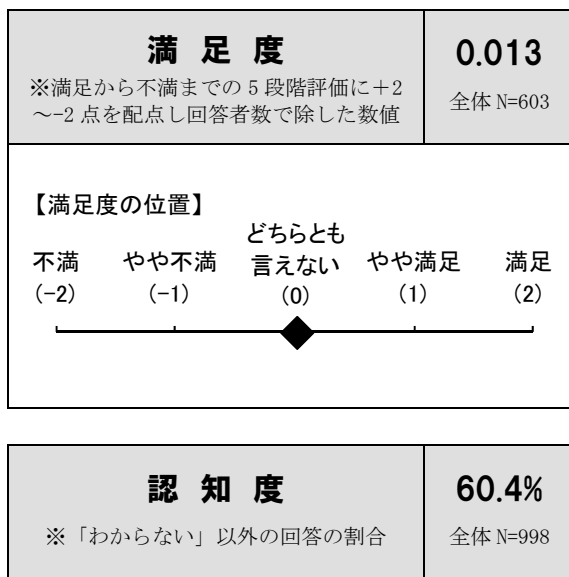 満 足 度
※満足から不満までの 5 段階評価に＋2
～-2 点を配点し回答者数で除した数値
0.013
全体 N=603
【満足度の位置】
不満
(-2)
やや不満
(-1)
どちらとも
言えない
(0)
やや満足
(1)
満足
(2)
認 知 度
※「わからない」以外の回答の割合
60.4%
全体 N=998